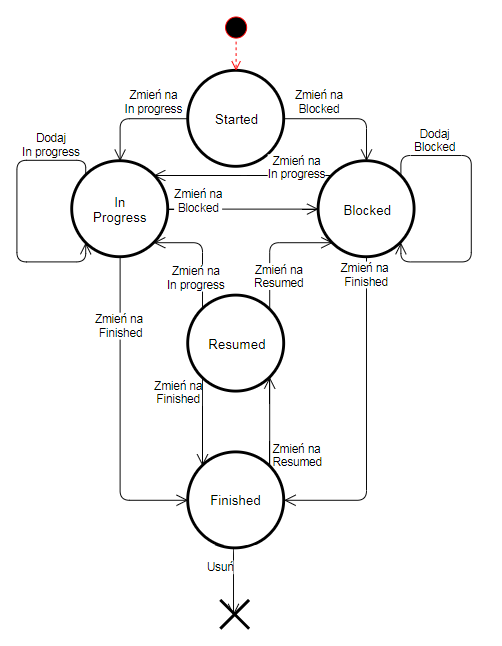 Zmień na
In progress
Zmień na
Blocked
Started
Dodaj
In progress
Dodaj
Blocked
Zmień na
In progress
Zmień na
Blocked
In
Progress
Blocked
Zmień na
In progress
Zmień na
Resumed
Zmień na
Finished
Zmień na
Finished
Resumed
Zmień na
Finished
Zmień na
Resumed
Finished
Usuń